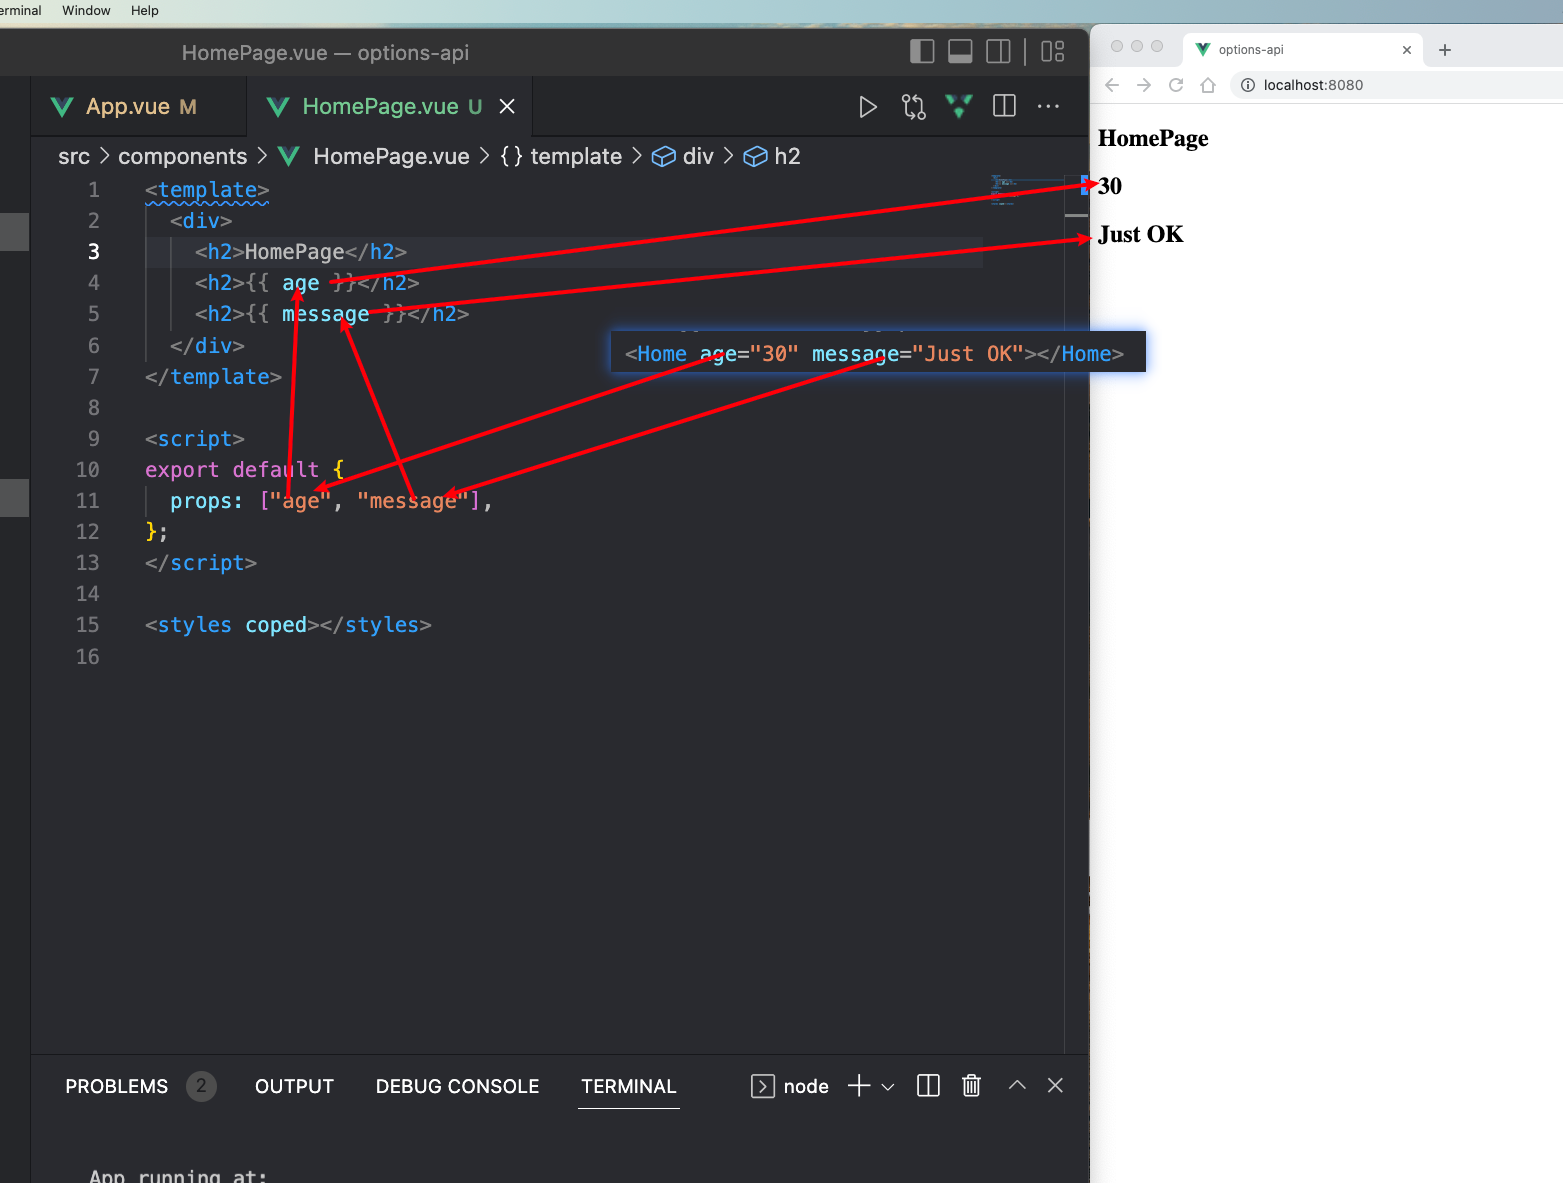 erminal Window Help
HomePage.vue — options-api
App.vue M
HomePage.vue U
src > components > HomePage.vue > {} template > div > h2
1 <template>
2 <div>
3 <h2>HomePage</h2>
4 <h2>{{ age }}</h2>
5 <h2>{{ message }}</h2>
6 </div>
7 </template>
8
9 <script>
10 export default {
11 props: ["age", "message"],
12 };
13 </script>
14
15 <styles coped></styles>
16
<Home age="30" message="Just OK"></Home>
PROBLEMS 2 OUTPUT DEBUG CONSOLE TERMINAL node
App running at:
options-api
localhost:8080
HomePage
30
Just OK